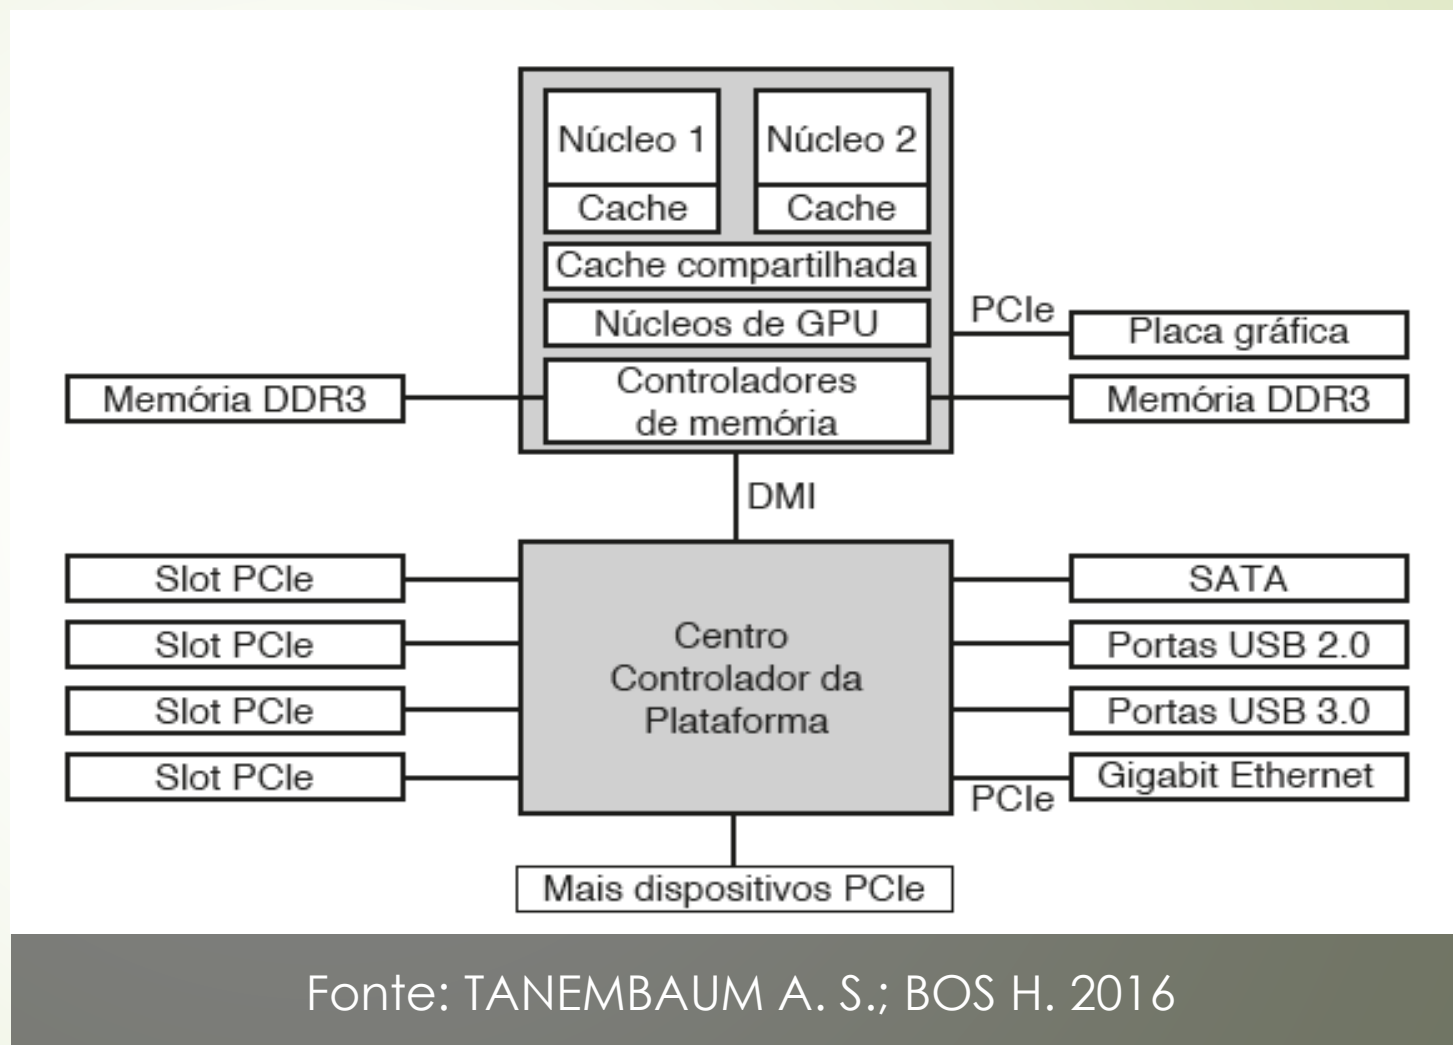 Núcleo 1
Núcleo 2
Cache
Cache
Cache compartilhada
Núcleos de GPU
PCIe
Placa gráfica
Memória DDR3
Controladores
de memória
Memória DDR3
DMI
Slot PCIe
Slot PCIe
Slot PCIe
Slot PCIe
Centro
Controlador da
Plataforma
SATA
Portas USB 2.0
Portas USB 3.0
Gigabit Ethernet
PCIe
Mais dispositivos PCIe
Fonte: TANEMBAUM A. S.; BOS H. 2016